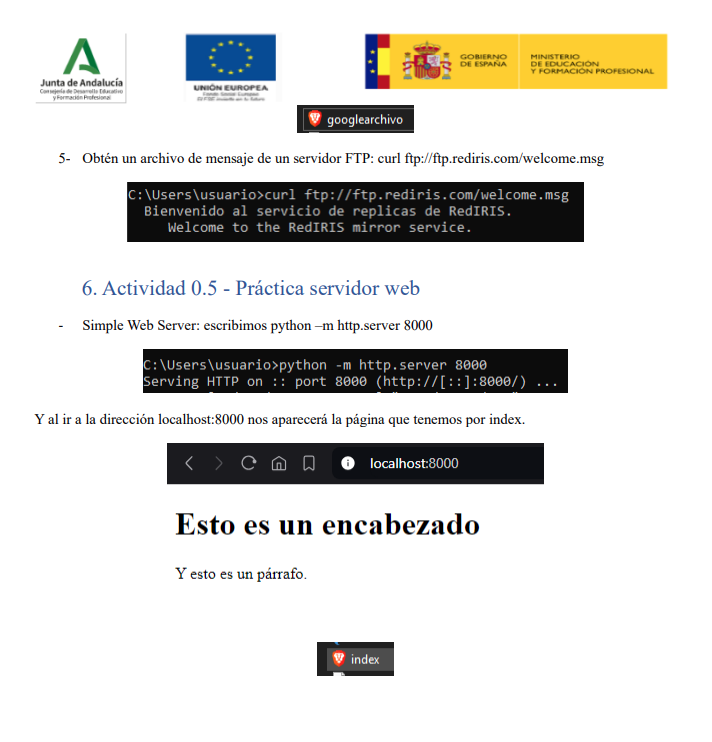 Junta de Andalucía
Consejería de Desarrollo Educativo
y Formación Profesional
UNIÓN EUROPEA
Fondo Social Europeo
El FSE invierte en tu futuro
GOBIERNO
DE ESPAÑA
MINISTERIO
DE EDUCACIÓN
Y FORMACIÓN PROFESIONAL
googlearchivo
5- Obtén un archivo de mensaje de un servidor FTP: curl ftp://ftp.rediris.com/welcome.msg
C:\Users\usuario>curl ftp://ftp.rediris.com/welcome.msg
Bienvenido al servicio de replicas de RedIRIS.
Welcome to the RedIRIS mirror service.
6. Actividad 0.5 - Práctica servidor web
- Simple Web Server: escribimos python –m http.server 8000
C:\Users\usuario>python -m http.server 8000
Serving HTTP on :: port 8000 (http://[::]:8000/) ...
Y al ir a la dirección localhost:8000 nos aparecerá la página que tenemos por index.
localhost:8000
Esto es un encabezado
Y esto es un párrafo.
index